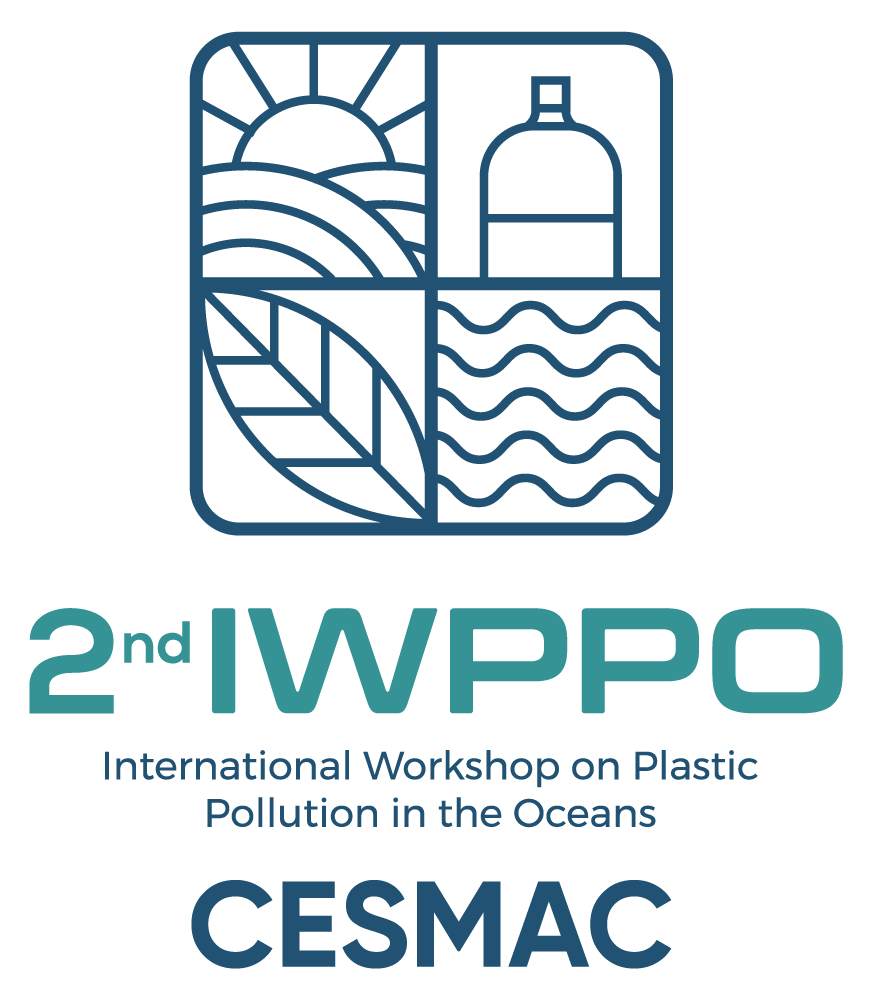 2nd IWPPO
International Workshop on Plastic
Pollution in the Oceans
CESMAC